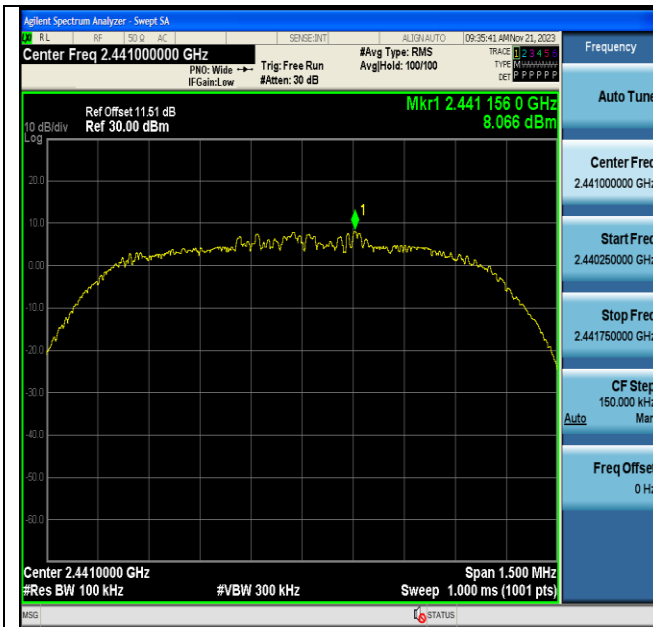 Agilent Spectrum Analyzer - Swept SA
RL RF 50 Ω AC SENSE:INT ALIGN AUTO 09:35:41 AM Nov 21, 2023
Center Freq 2.441000000 GHz
#Avg Type: RMS
TRACE 1 2 3 4 5 6
PNO: Wide Trig: Free Run Avg|Hold: 100/100
TYPE M
IFGain:Low #Atten: 30 dB
DET P P P P P P
Ref Offset 11.51 dB
Mkr1 2.441 156 0 GHz
10 dB/div Ref 30.00 dBm 8.066 dBm
Log
1
20.0
10.0
0.00
-10.0
-20.0
-30.0
-40.0
-50.0
-60.0
Center 2.4410000 GHz Span 1.500 MHz
#Res BW 100 kHz #VBW 300 kHz Sweep 1.000 ms (1001 pts)
MSG STATUS
Frequency
Auto Tune
Center Freq
2.441000000 GHz
Start Freq
2.440250000 GHz
Stop Freq
2.441750000 GHz
CF Step
150.000 kHz
Auto Man
Freq Offset
0 Hz